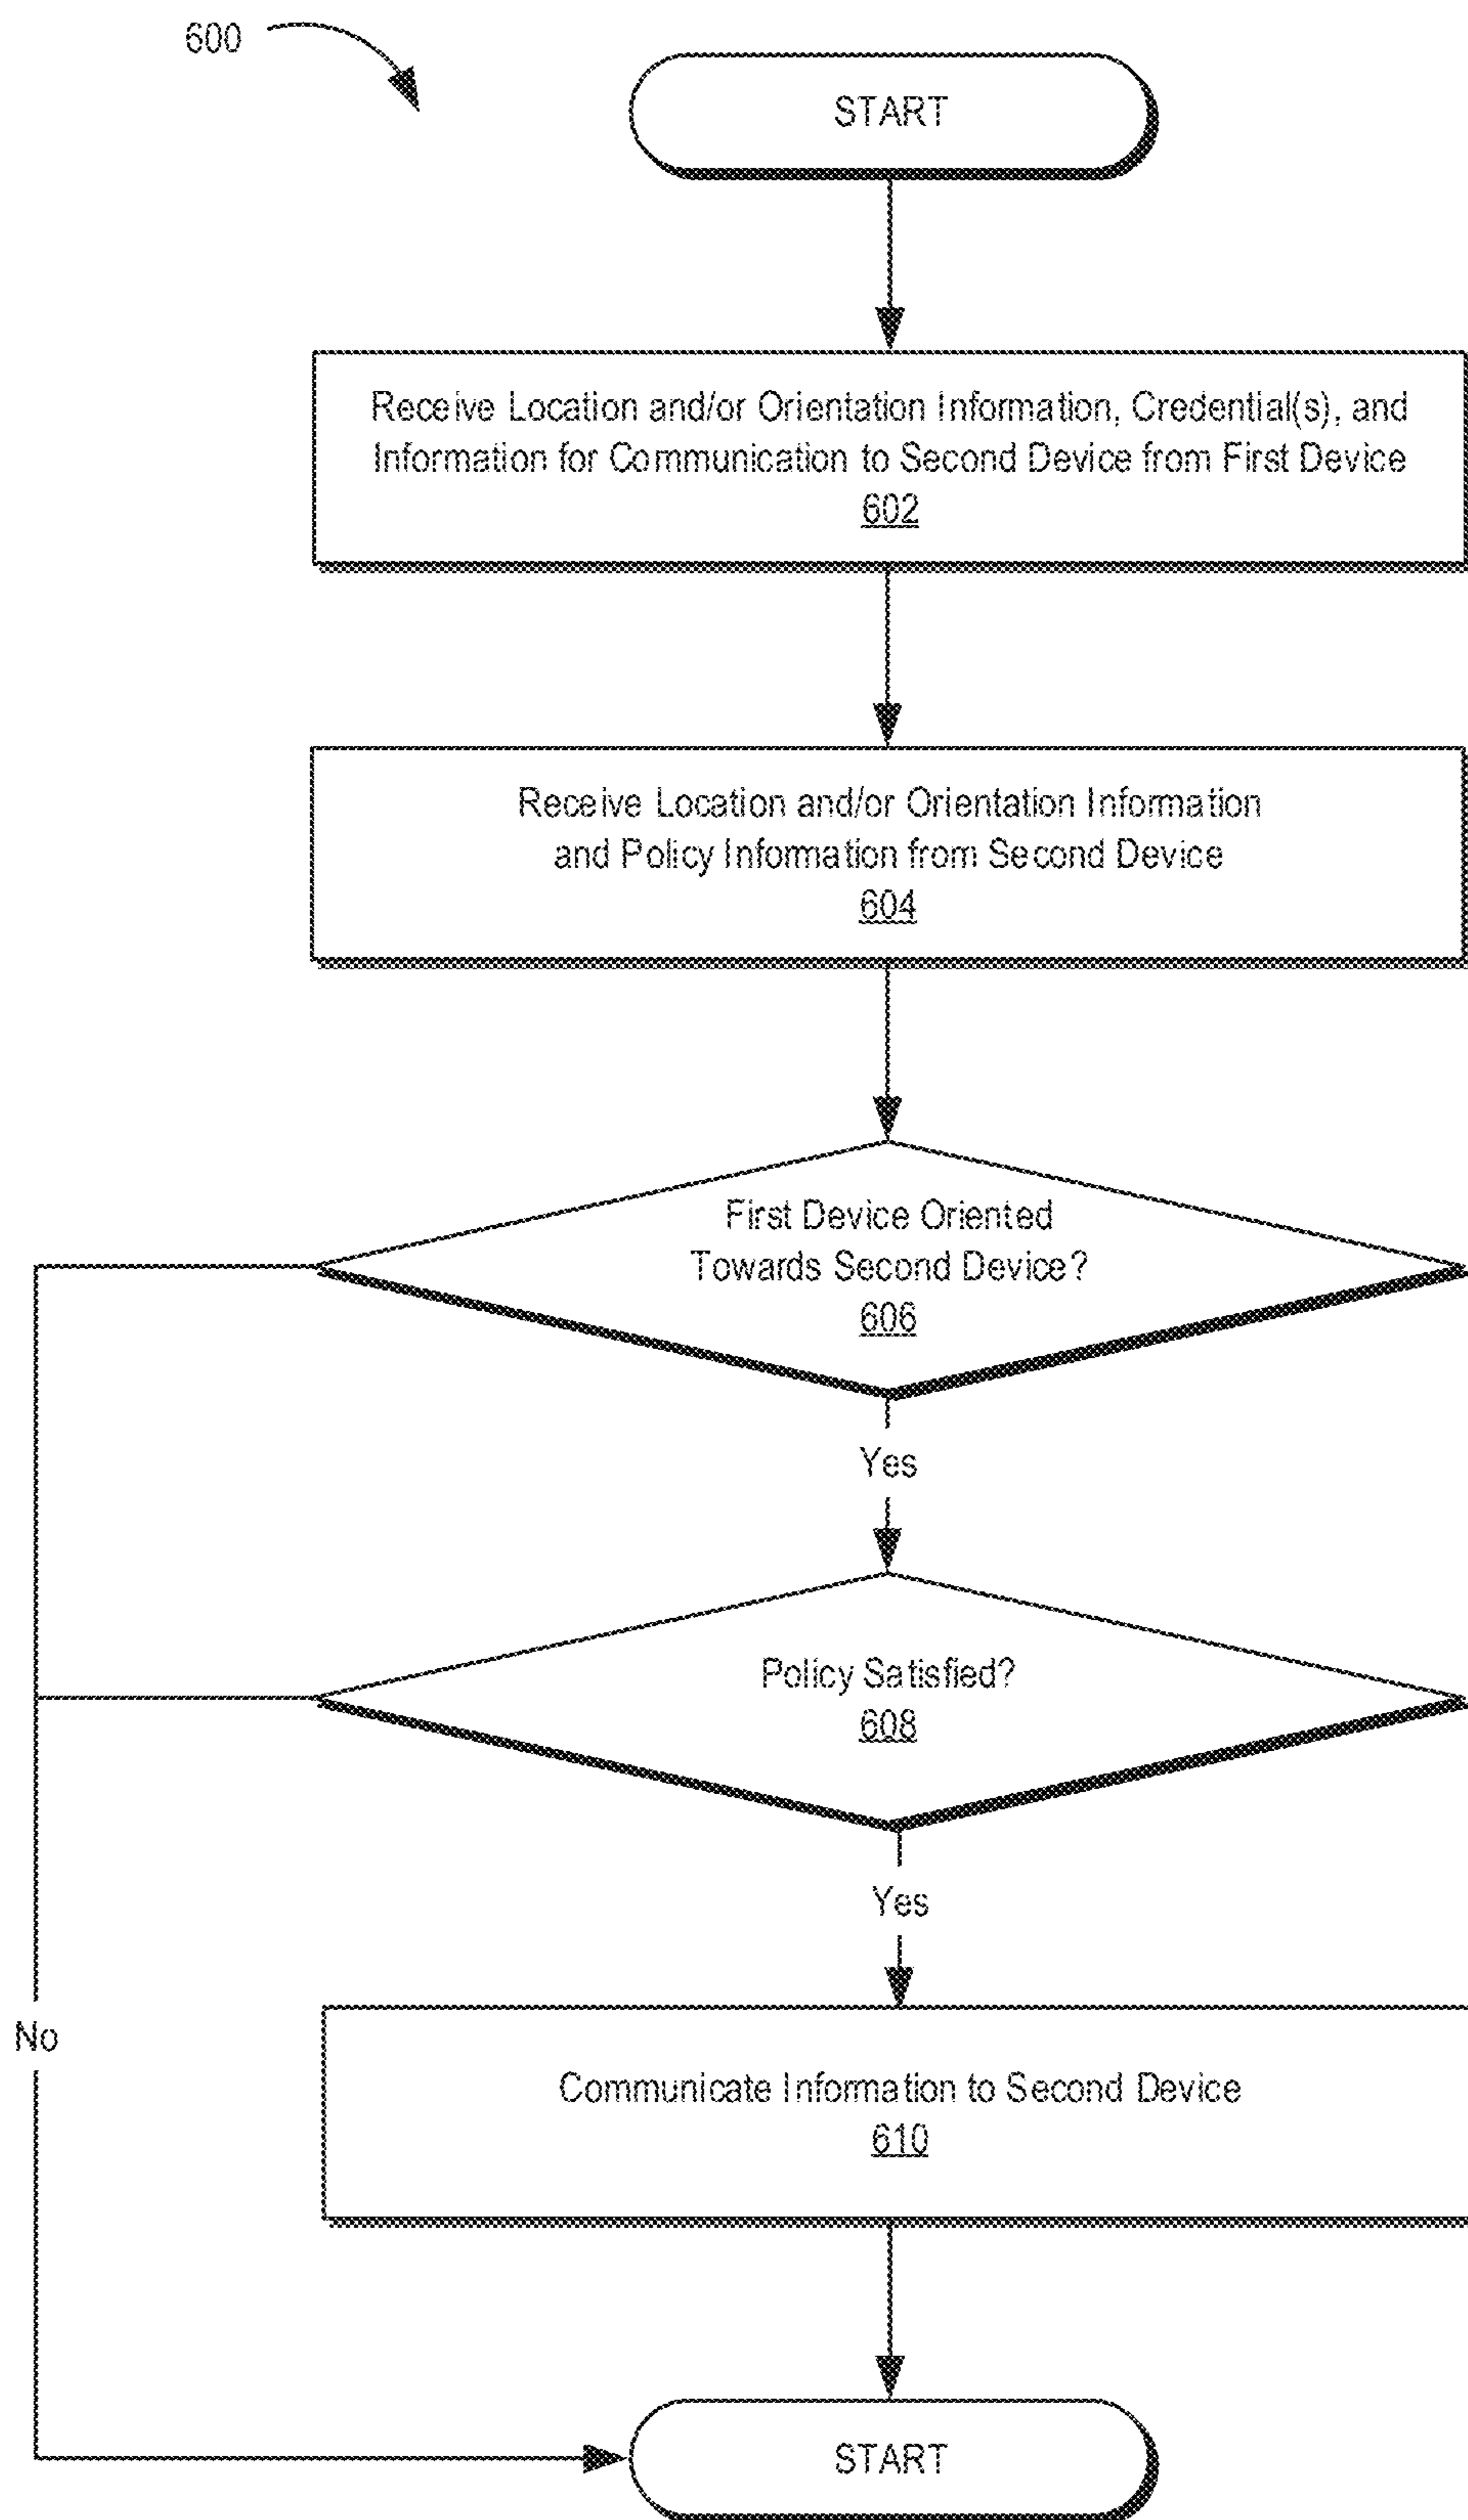 600
START
Receive Location and/or Orientation Information, Credential(s), and
Information for Communication to Second Device from First Device
602
Receive Location and/or Orientation Information
and Policy Information from Second Device
604
First Device Oriented
Towards Second Device?
606
Yes
Policy Satisfied?
608
Yes
No
Communicate Information to Second Device
610
START